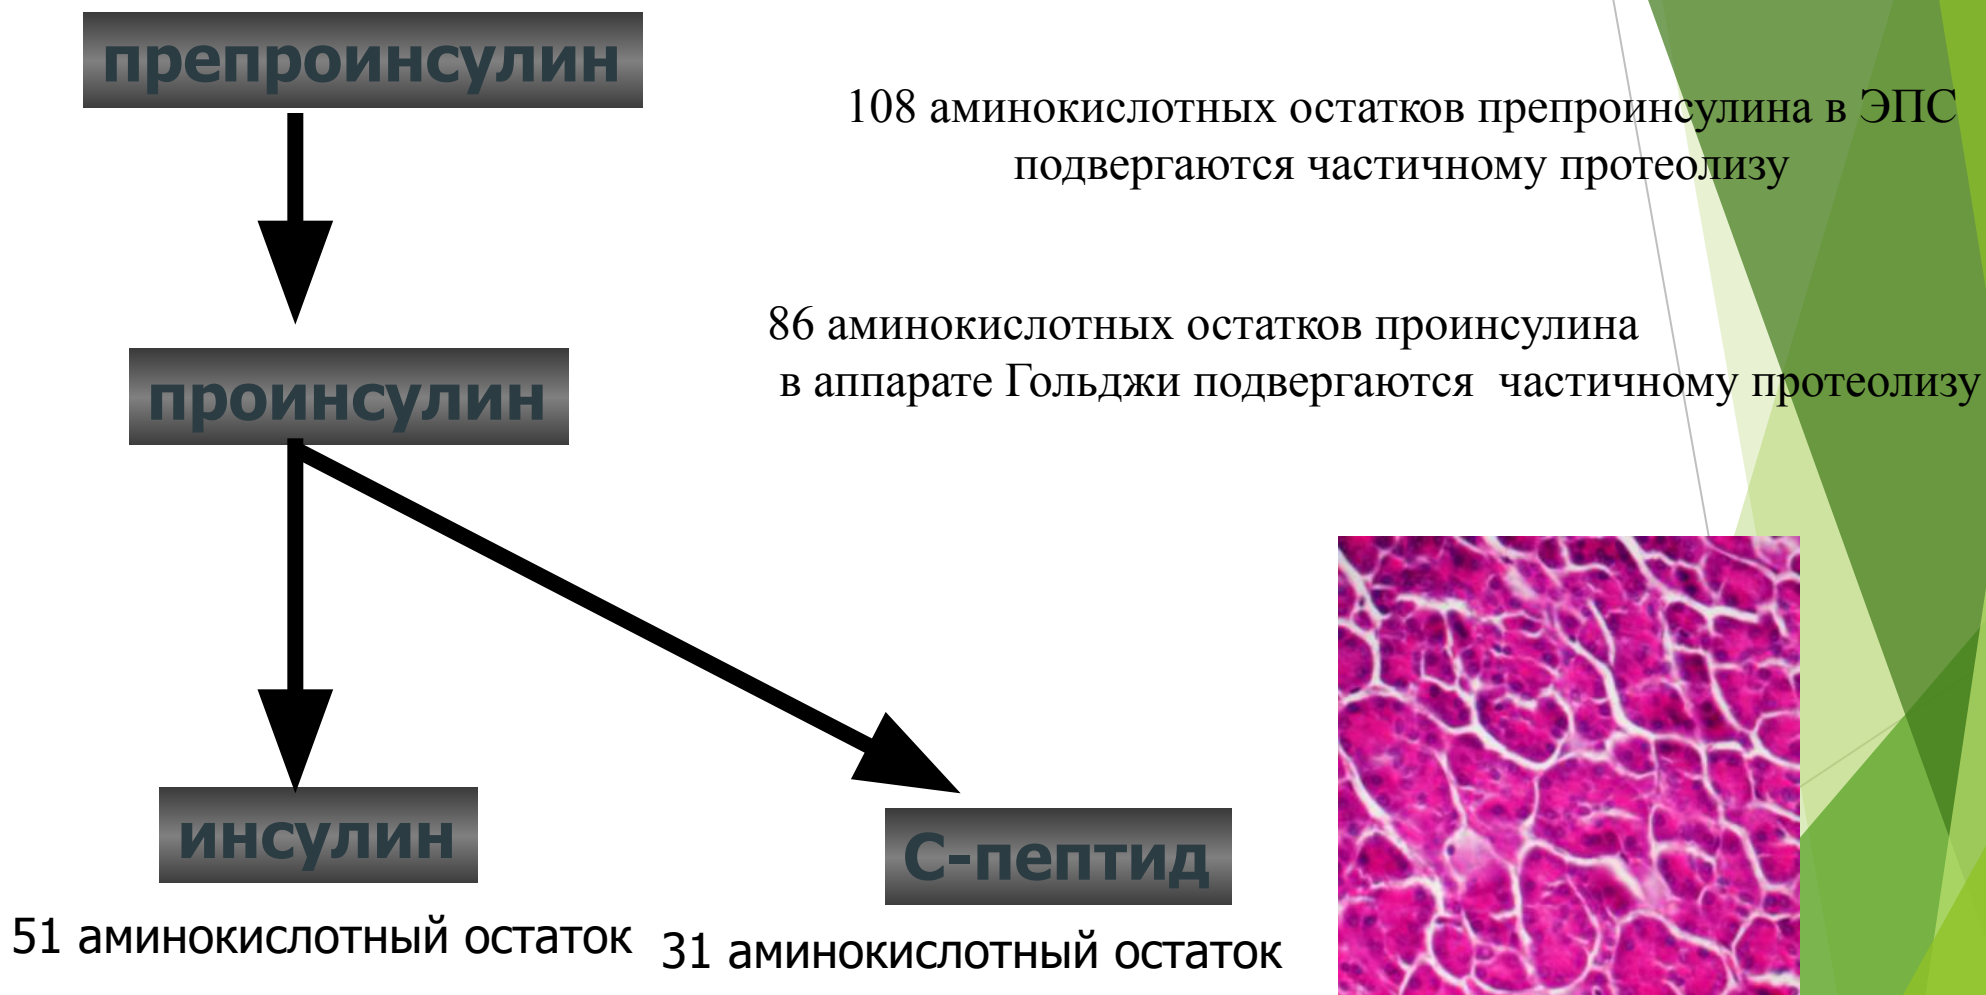 препроинсулин
108 аминокислотных остатков препроинсулина в ЭПС
подвергаются частичному протеолизу
86 аминокислотных остатков проинсулина
в аппарате Гольджи подвергаются частичному протеолизу
проинсулин
инсулин
С-пептид
51 аминокислотный остаток
31 аминокислотный остаток